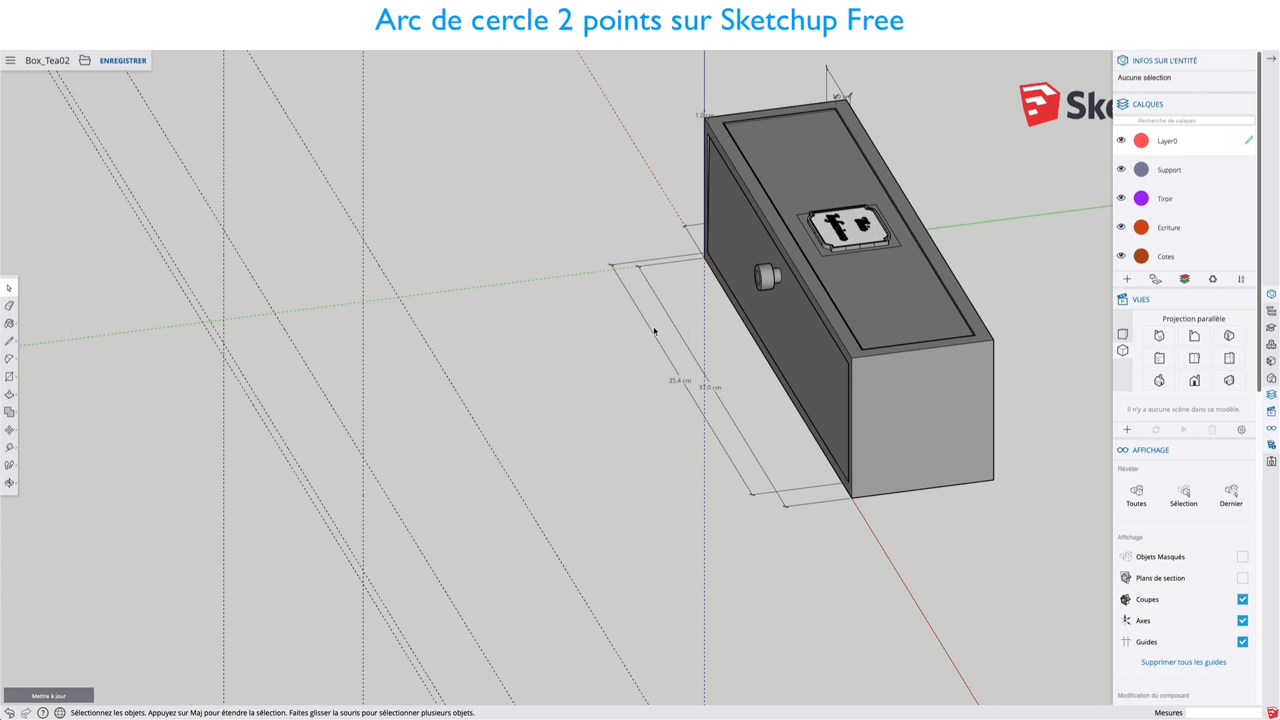 Arc de cercle 2 points sur Sketchup Free
Box_Tea02
ENREGISTRER
INFOS SUR L'ENTITÉ
Aucune sélection
CALQUES
Recherche de calques
Layer0
Support
Tiroir
Ecriture
Cotes
VUES
Projection parallèle
Il n'y a aucune scène dans ce modèle.
AFFICHAGE
Révéler
Toutes
Sélection
Dernier
Affichage
Objets Masqués
Plans de section
Coupes
Axes
Guides
Supprimer tous les guides
Modification du composant
Ske
35.4 cm
37.0 cm
Mettre à jour
Sélectionnez les objets. Appuyez sur Maj pour étendre la sélection. Faites glisser la souris pour sélectionner plusieurs objets.
Mesures